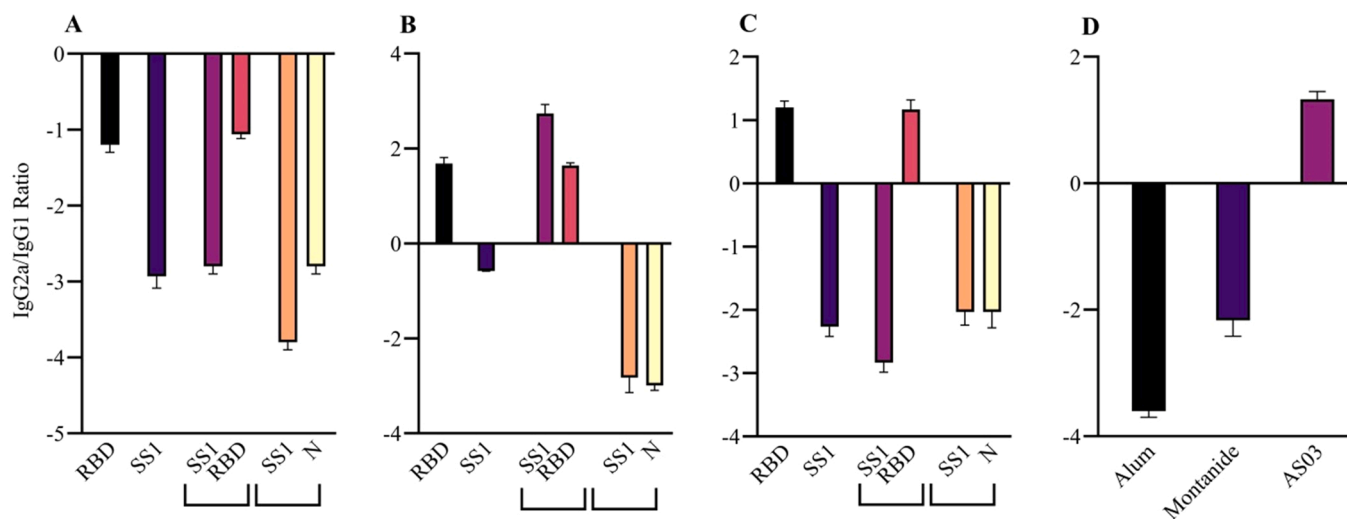 A
B
C
D
IgG2a/IgG1 Ratio
0
-1
-2
-3
-4
-5
RBD
SS1
SS1
RBD
SS1
N
4
2
0
-2
-4
RBD
SS1
SS1
RBD
SS1
N
2
1
0
-1
-2
-3
-4
RBD
SS1
SS1
RBD
SS1
N
2
0
-2
-4
Alum
Montanide
AS03